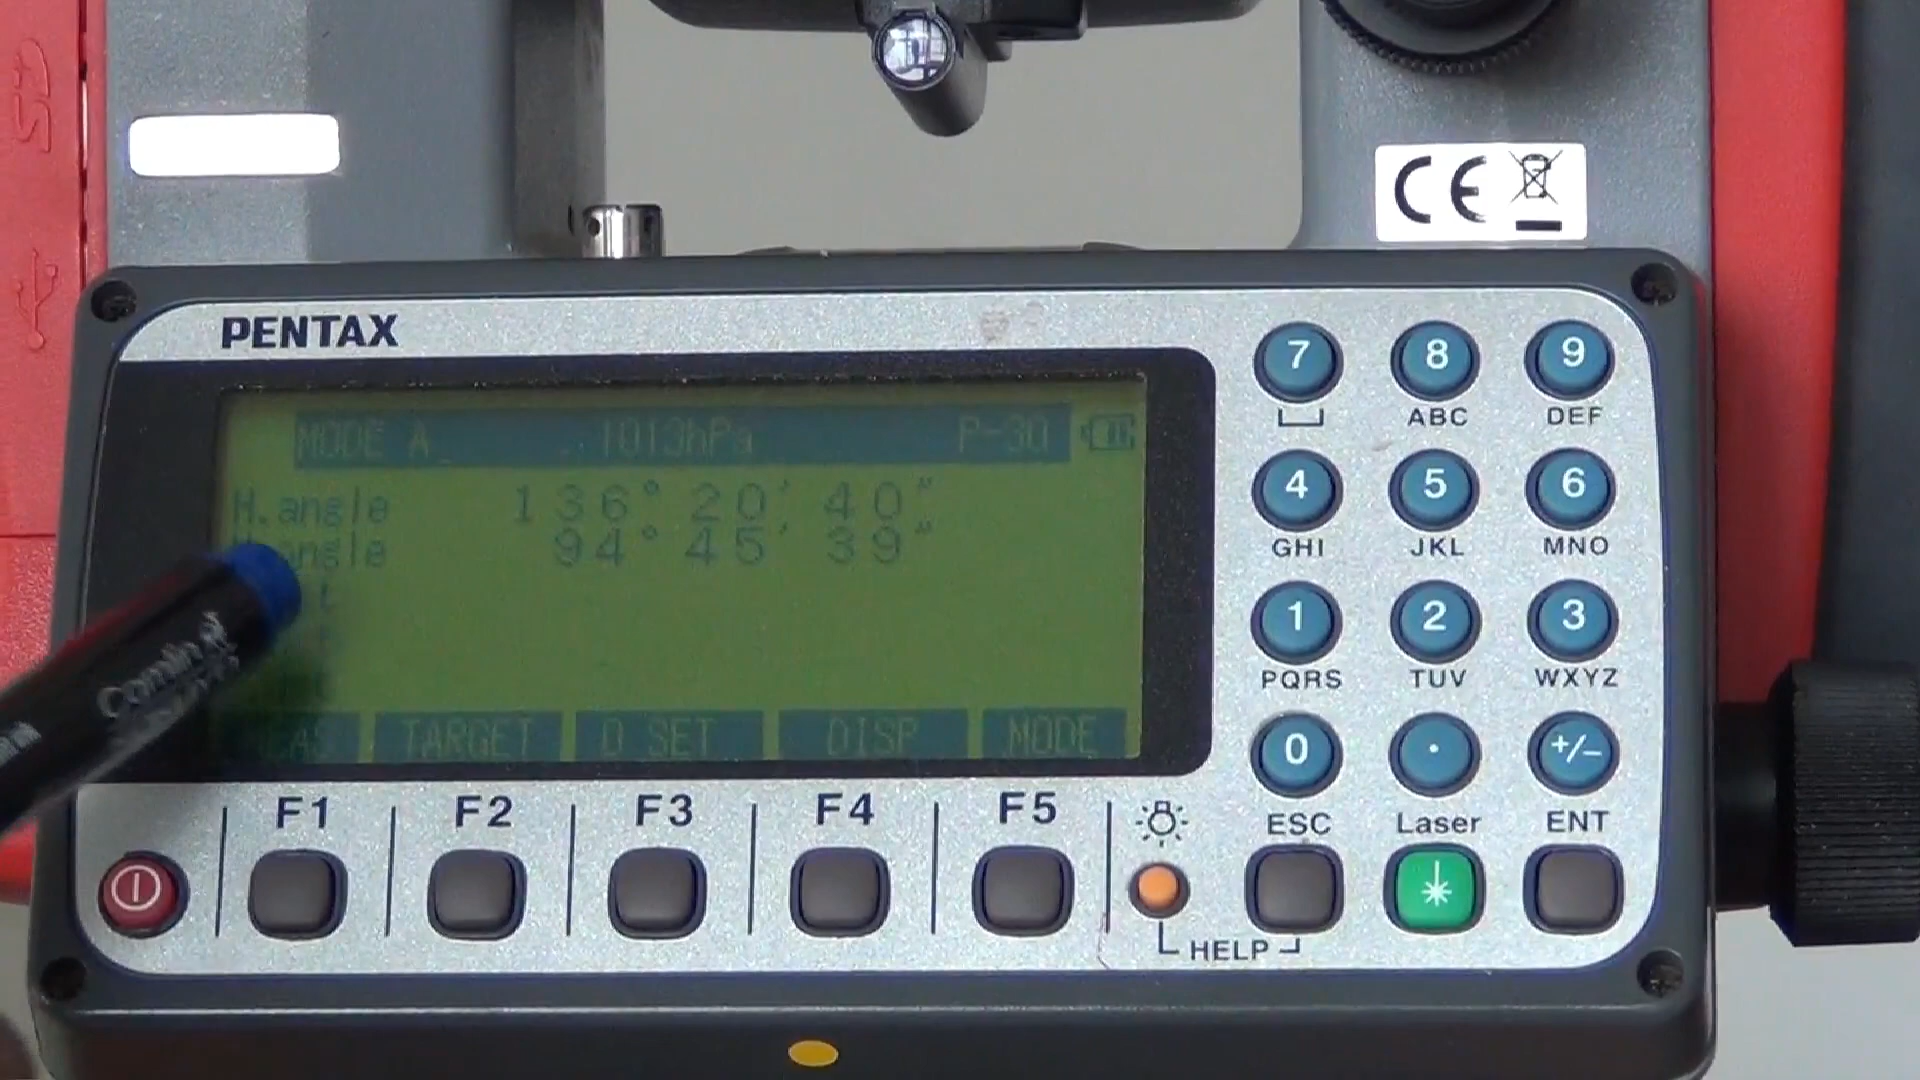 CE
PENTAX
MODE A 1013hPa P-30
H.angle 136° 20' 40"
angle 94° 45' 39"
TARGET D SET DISP MODE
F1 F2 F3 F4 F5
7 8 9
ABC DEF
4 5 6
GHI JKL MNO
1 2 3
PQRS TUV WXYZ
0 . +/-
ESC Laser ENT
HELP